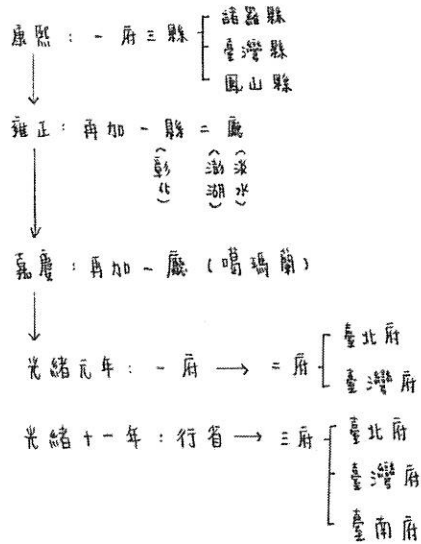 諸羅縣
康熙：一府三縣
臺灣縣
鳳山縣
雍正：再加一縣二廳
（彰化）（澎湖）（淡水）
嘉慶：再加一廳（噶瑪蘭）
臺北府
光緒元年：一府→二府
臺灣府
光緒十一年：行省→三府
臺北府
臺灣府
臺南府